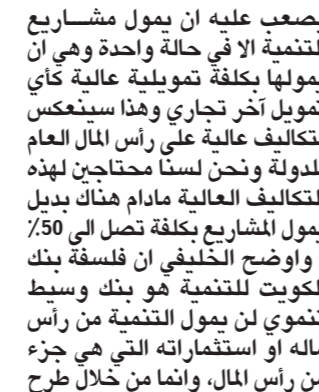 يصعب عليه ان يمول مشــاريع
لتنمية الا في حالة واحدة وهي ان
يمولها بكلفة تمويلية عالية كأي
تمويل آخر تجاري وهذا سينعكس
لتكاليف عالية على رأس المال العام
للدولة ونحن لسنا محتاجين لهذه
لتكاليف العالية مادام هناك بديل
يمول المشاريع بكلفة تصل الى 50٪
واوضح الخليفي ان فلسفة بنك
لكويت للتنمية هو بنك وسيط
تنموي لن يمول التنمية من رأس
ماله او استثماراته التي هي جزء
من رأس المال، وانما من خلال طرح